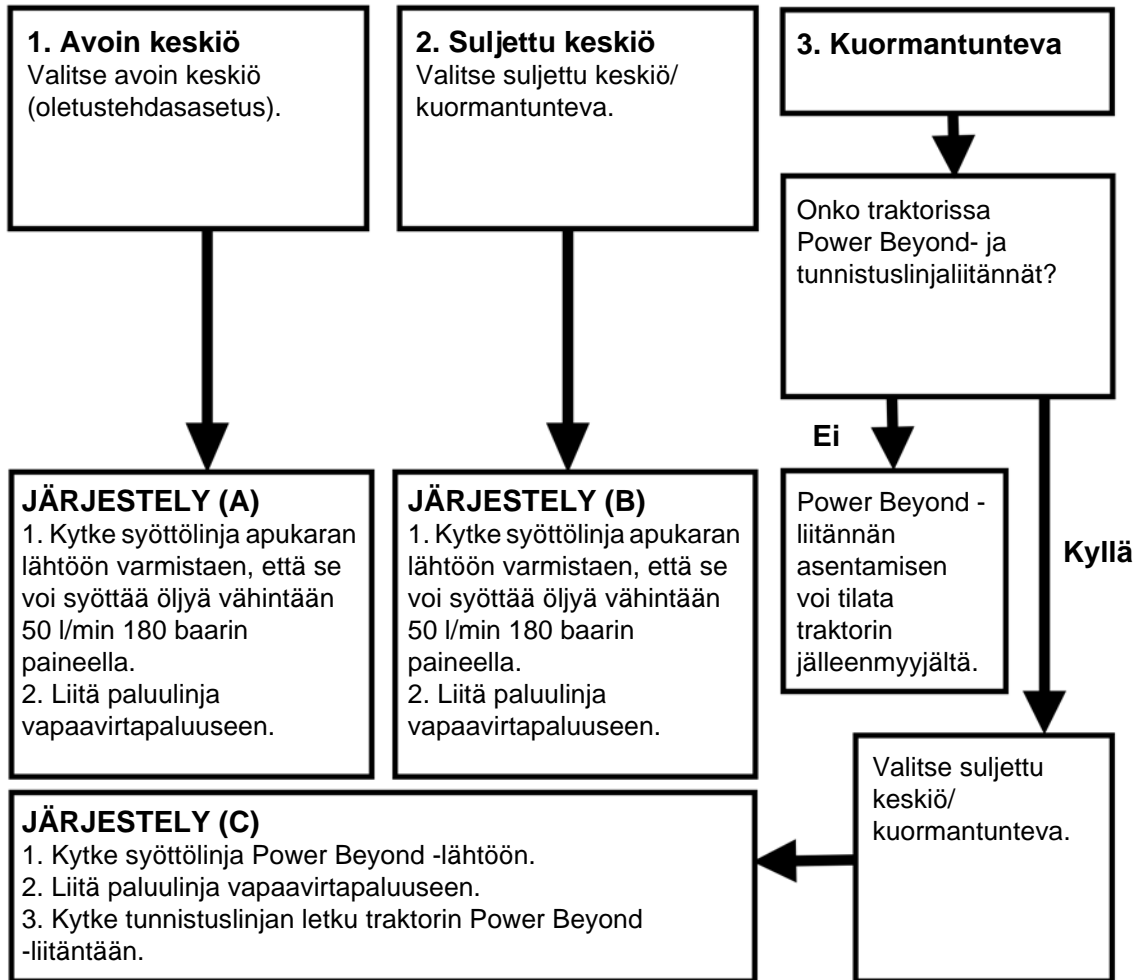 1. Avoin keskiö
Valitse avoin keskiö
(oletustehdasasetus).
2. Suljettu keskiö
Valitse suljettu keskiö/
kuormantunteva.
3. Kuormantunteva
Onko traktorissa
Power Beyond- ja
tunnistuslinjaliitännät?
Ei
Kyllä
JÄRJESTELY (A)
1. Kytke syöttölinja apukaran
lähtöön varmistaen, että se
voi syöttää öljyä vähintään
50 l/min 180 baarin
paineella.
2. Liitä paluulinja
vapaavirtapaluuseen.
JÄRJESTELY (B)
1. Kytke syöttölinja apukaran
lähtöön varmistaen, että se
voi syöttää öljyä vähintään
50 l/min 180 baarin
paineella.
2. Liitä paluulinja
vapaavirtapaluuseen.
Power Beyond -
liitännän
asentamisen
voi tilata
traktorin
jälleenmyyjältä.
Valitse suljettu
keskiö/
kuormantunteva.
JÄRJESTELY (C)
1. Kytke syöttölinja Power Beyond -lähtöön.
2. Liitä paluulinja vapaavirtapaluuseen.
3. Kytke tunnistuslinjan letku traktorin Power Beyond
-liitäntään.